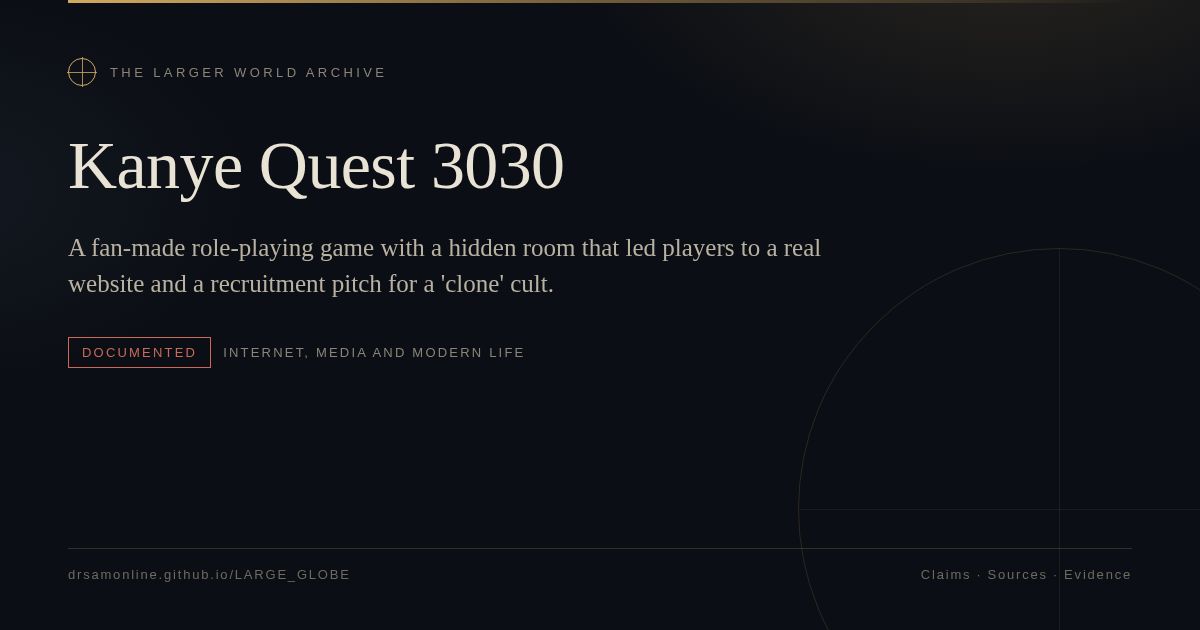 THE LARGER WORLD ARCHIVE
Kanye Quest 3030
A fan-made role-playing game with a hidden room that led players to a real
website and a recruitment pitch for a 'clone' cult.
DOCUMENTED INTERNET, MEDIA AND MODERN LIFE
drsamonline.github.io/LARGE_GLOBE Claims · Sources · Evidence